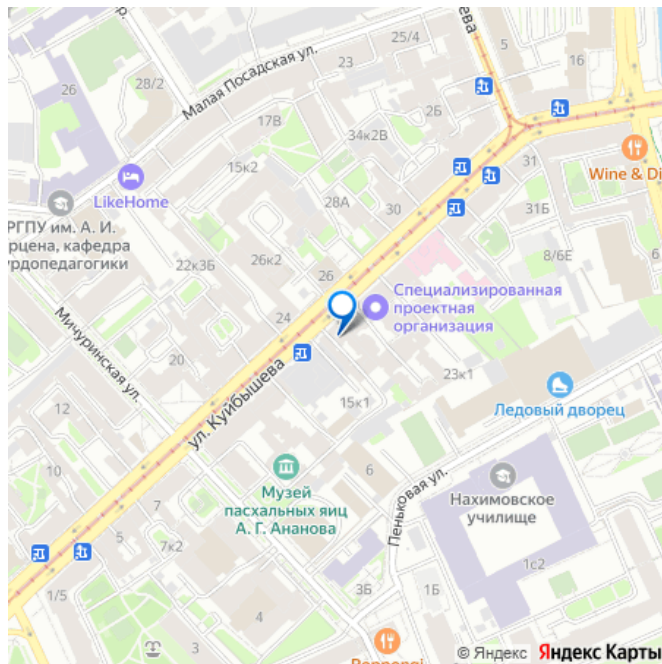 25/4
ева
5
16
Малая Посадская ул.
23
26
28/2
2Б
17В
34к2В
31
Wine & Di
15к2
LikeHome
28А
30
31Б
РГПУ им. А. И.
рцена, кафедра
урдопедагогики
8/6Е
22к3Б
26к2
26
Специализированная
проектная
организация
24
Мичуринская ул.
20
ул. Куйбышева
23к1
Ледовый дворец
12
15к1
10
Музей
пасхальных яиц
А. Г. Ананова
6
Пеньковая ул.
Нахимовское
училище
7
5
7к2
1с2
1/5
3Б
1Б
4
3
© Яндекс Яндекс Карты